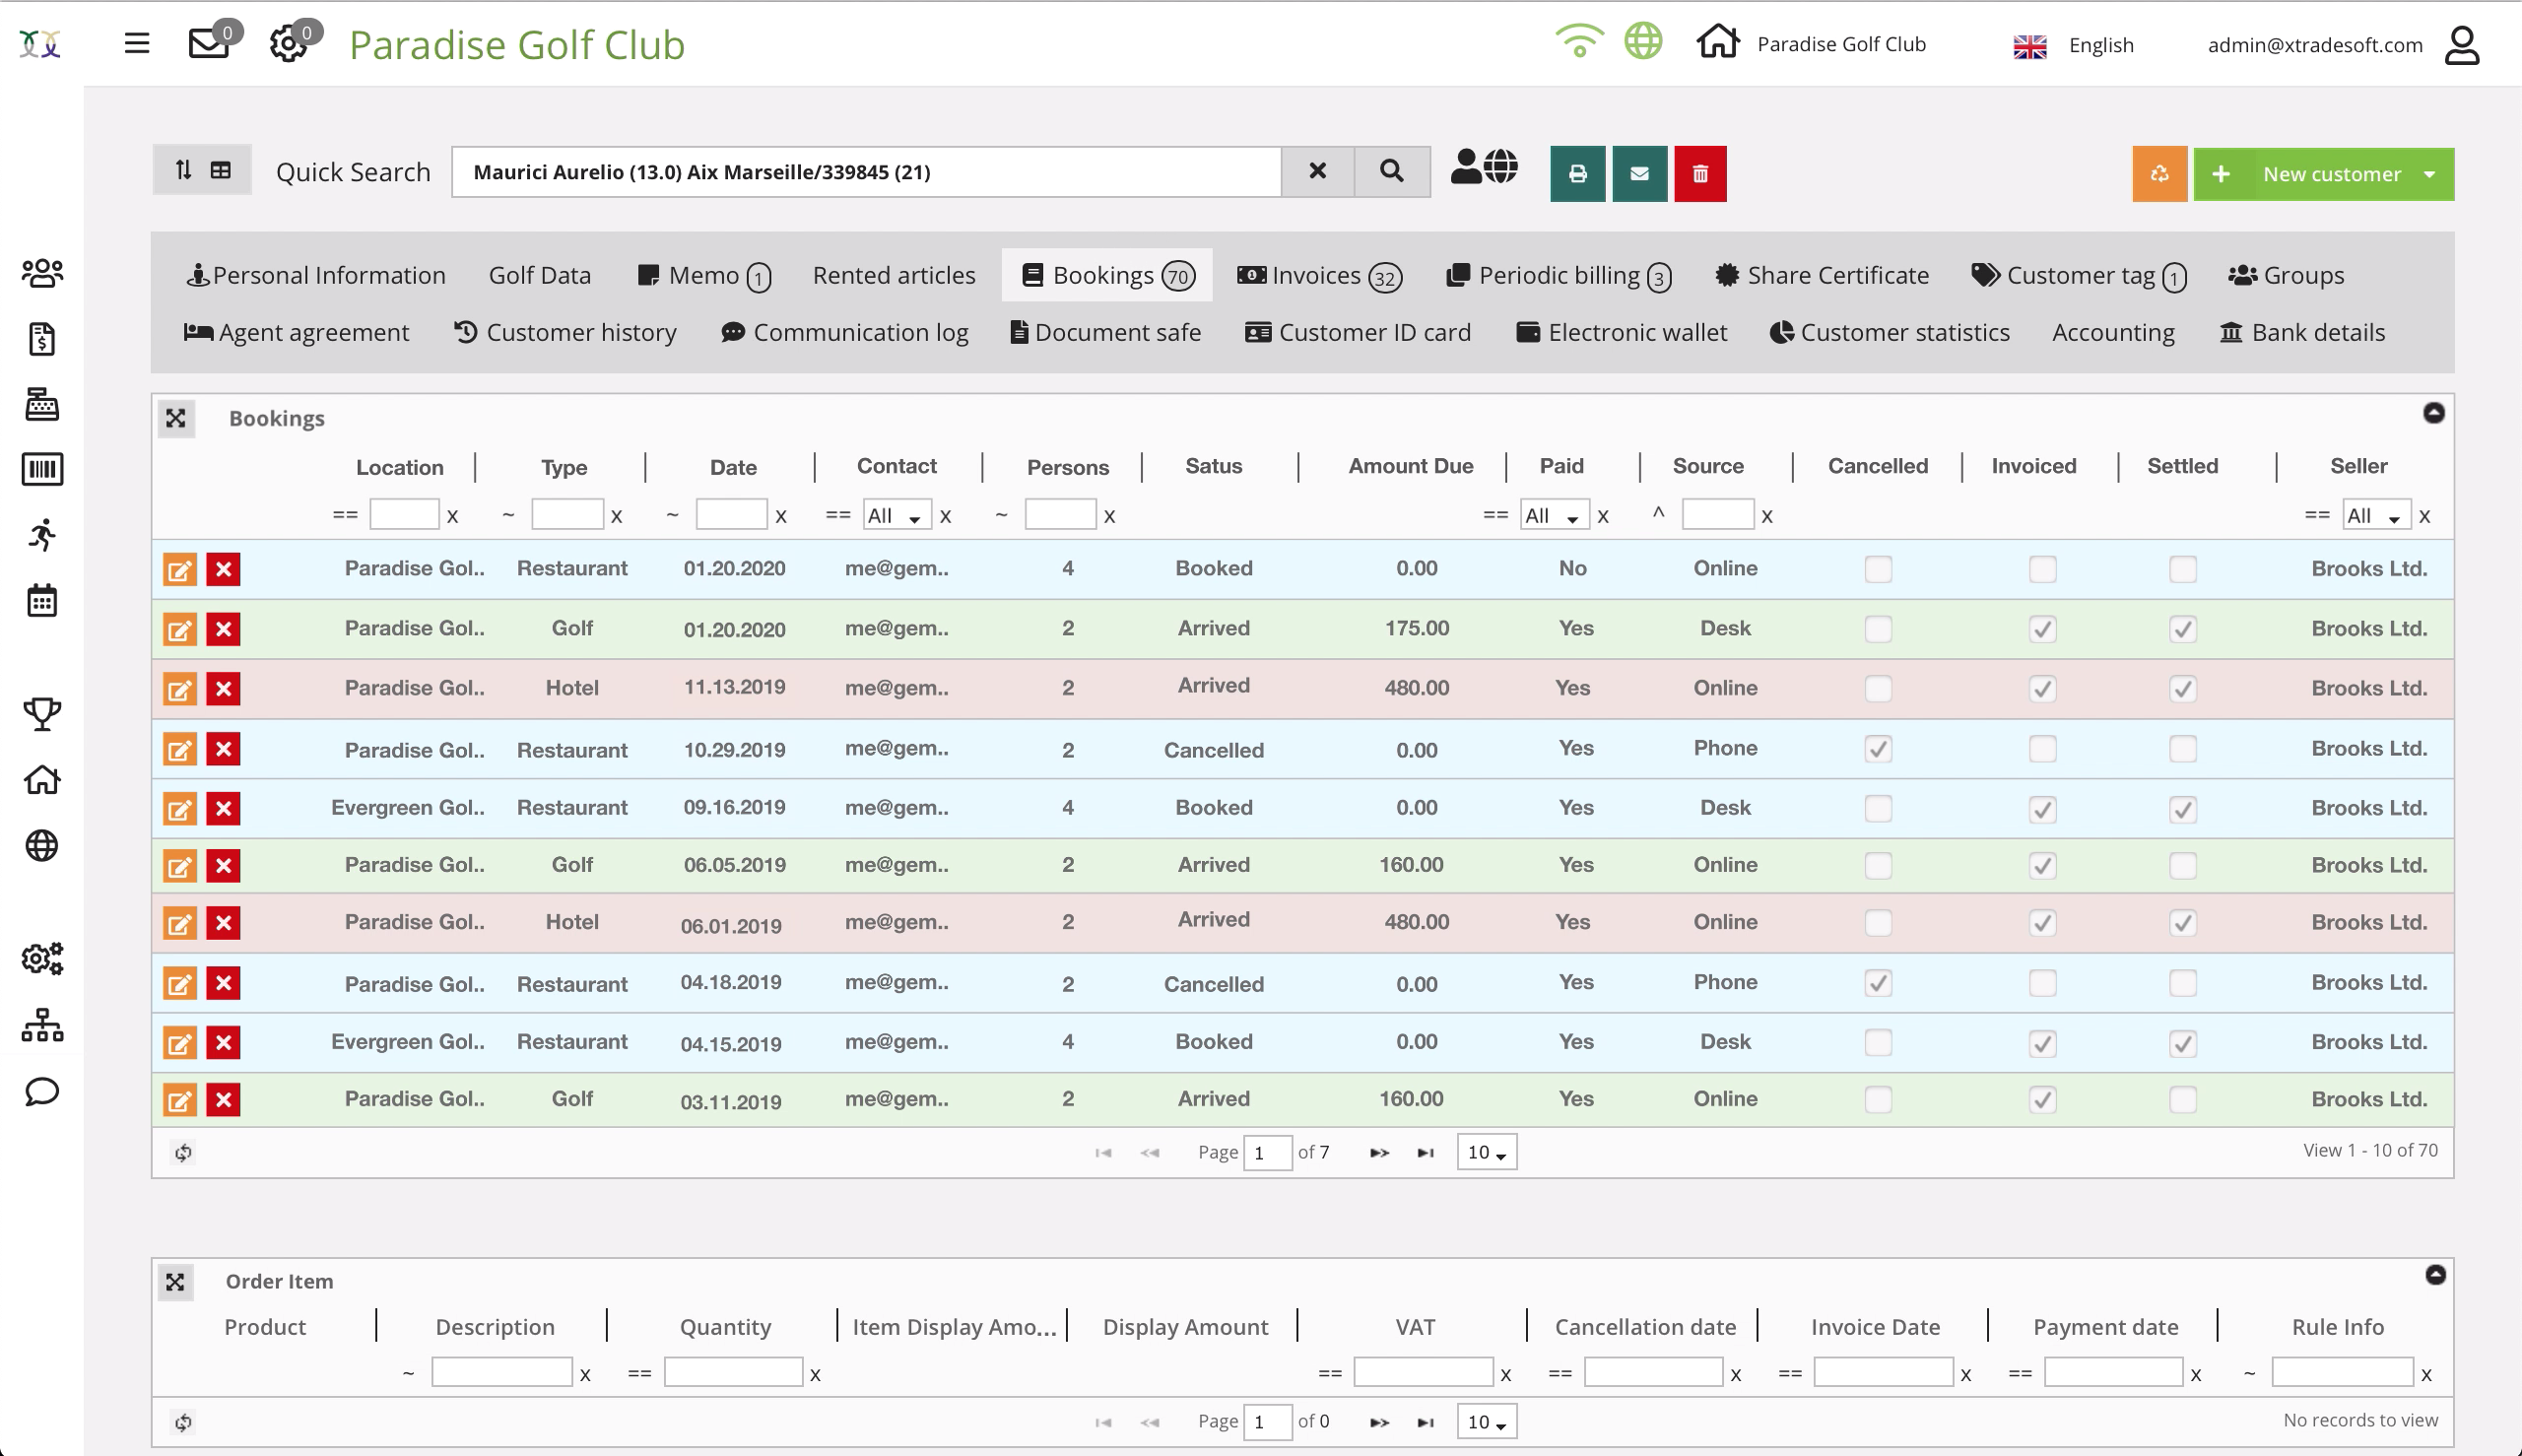 0 0 Paradise Golf Club Paradise Golf Club English admin@xtradesoft.com
Quick Search Maurici Aurelio (13.0) Aix Marseille/339845 (21) New customer
Personal Information Golf Data Memo 1 Rented articles Bookings 70 Invoices 32 Periodic billing 3 Share Certificate Customer tag 1 Groups
Agent agreement Customer history Communication log Document safe Customer ID card Electronic wallet Customer statistics Accounting Bank details
Bookings
Location Type Date Contact Persons Satus Amount Due Paid Source Cancelled Invoiced Settled Seller
== x ~ x ~ x == All x ~ x == All x ^ x == All x
Paradise Gol.. Restaurant 01.20.2020 me@gem.. 4 Booked 0.00 No Online Brooks Ltd.
Paradise Gol.. Golf 01.20.2020 me@gem.. 2 Arrived 175.00 Yes Desk Brooks Ltd.
Paradise Gol.. Hotel 11.13.2019 me@gem.. 2 Arrived 480.00 Yes Online Brooks Ltd.
Paradise Gol.. Restaurant 10.29.2019 me@gem.. 2 Cancelled 0.00 Yes Phone Brooks Ltd.
Evergreen Gol.. Restaurant 09.16.2019 me@gem.. 4 Booked 0.00 Yes Desk Brooks Ltd.
Paradise Gol.. Golf 06.05.2019 me@gem.. 2 Arrived 160.00 Yes Online Brooks Ltd.
Paradise Gol.. Hotel 06.01.2019 me@gem.. 2 Arrived 480.00 Yes Online Brooks Ltd.
Paradise Gol.. Restaurant 04.18.2019 me@gem.. 2 Cancelled 0.00 Yes Phone Brooks Ltd.
Evergreen Gol.. Restaurant 04.15.2019 me@gem.. 4 Booked 0.00 Yes Desk Brooks Ltd.
Paradise Gol.. Golf 03.11.2019 me@gem.. 2 Arrived 160.00 Yes Online Brooks Ltd.
Page 1 of 7 10 View 1 - 10 of 70
Order Item
Product Description Quantity Item Display Amo... Display Amount VAT Cancellation date Invoice Date Payment date Rule Info
~ x == x == x == x == x == x ~ x
Page 1 of 0 10 No records to view